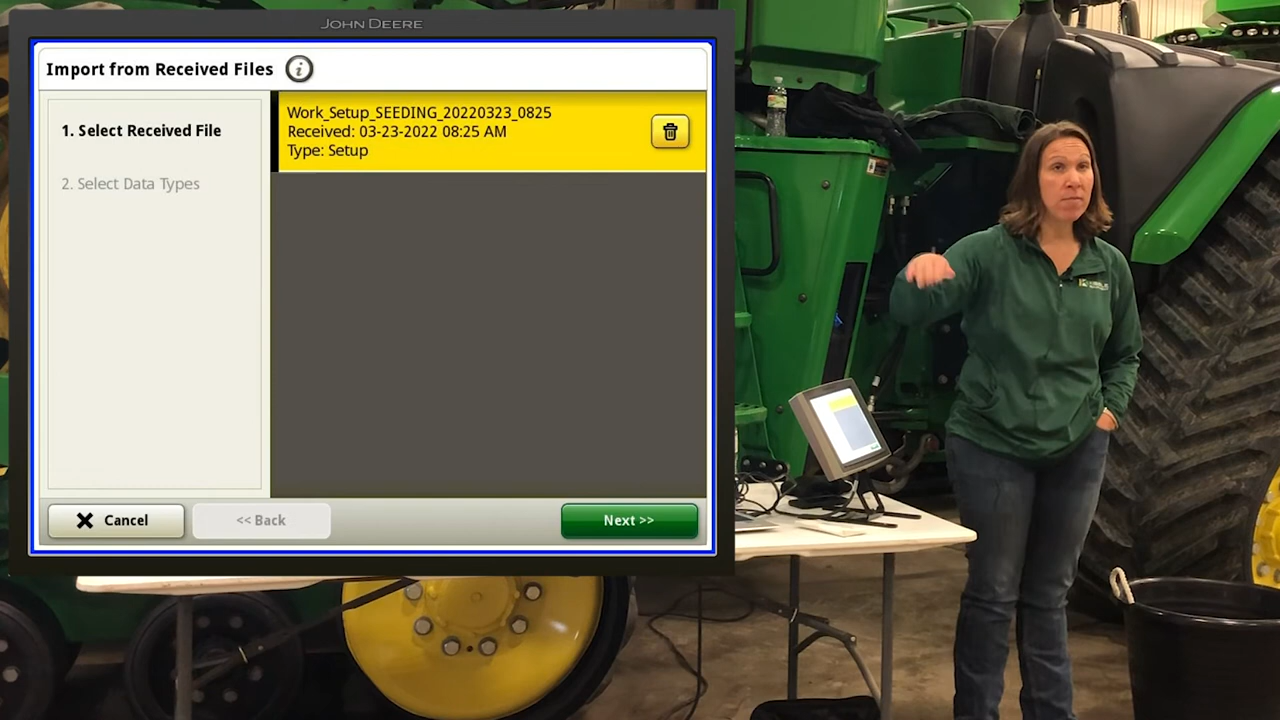 JOHN DEERE
Import from Received Files
i
1. Select Received File
2. Select Data Types
Work_Setup_SEEDING_20220323_0825
Received: 03-23-2022 08:25 AM
Type: Setup
Cancel
<< Back
Next >>